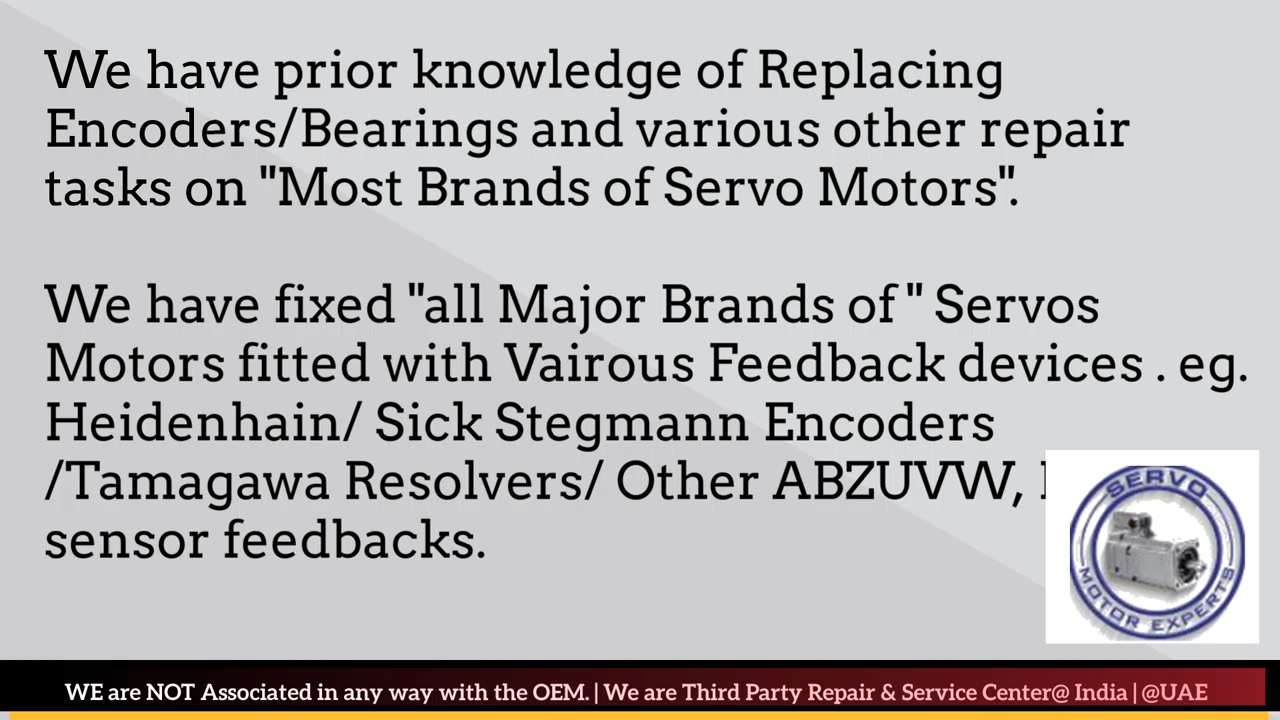 We have prior knowledge of Replacing
Encoders/Bearings and various other repair
tasks on "Most Brands of Servo Motors".
We have fixed "all Major Brands of " Servos
Motors fitted with Vairous Feedback devices . eg.
Heidenhain/ Sick Stegmann Encoders
/Tamagawa Resolvers/ Other ABZUVW,
sensor feedbacks.
SERVO
MOTOR EXPERTS
WE are NOT Associated in any way with the OEM. | We are Third Party Repair & Service Center@ India | @UAE